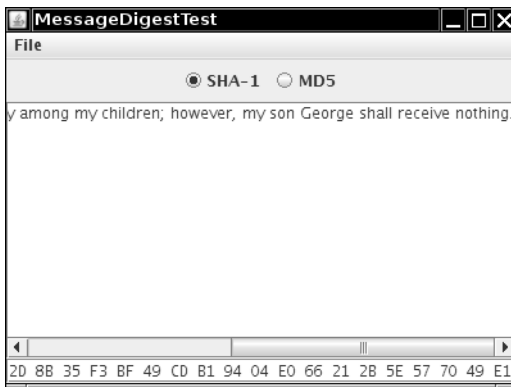 MessageDigestTest
File
SHA-1 MD5
y among my children; however, my son George shall receive nothing.
2D 8B 35 F3 BF 49 CD B1 94 04 E0 66 21 2B 5E 57 70 49 E1